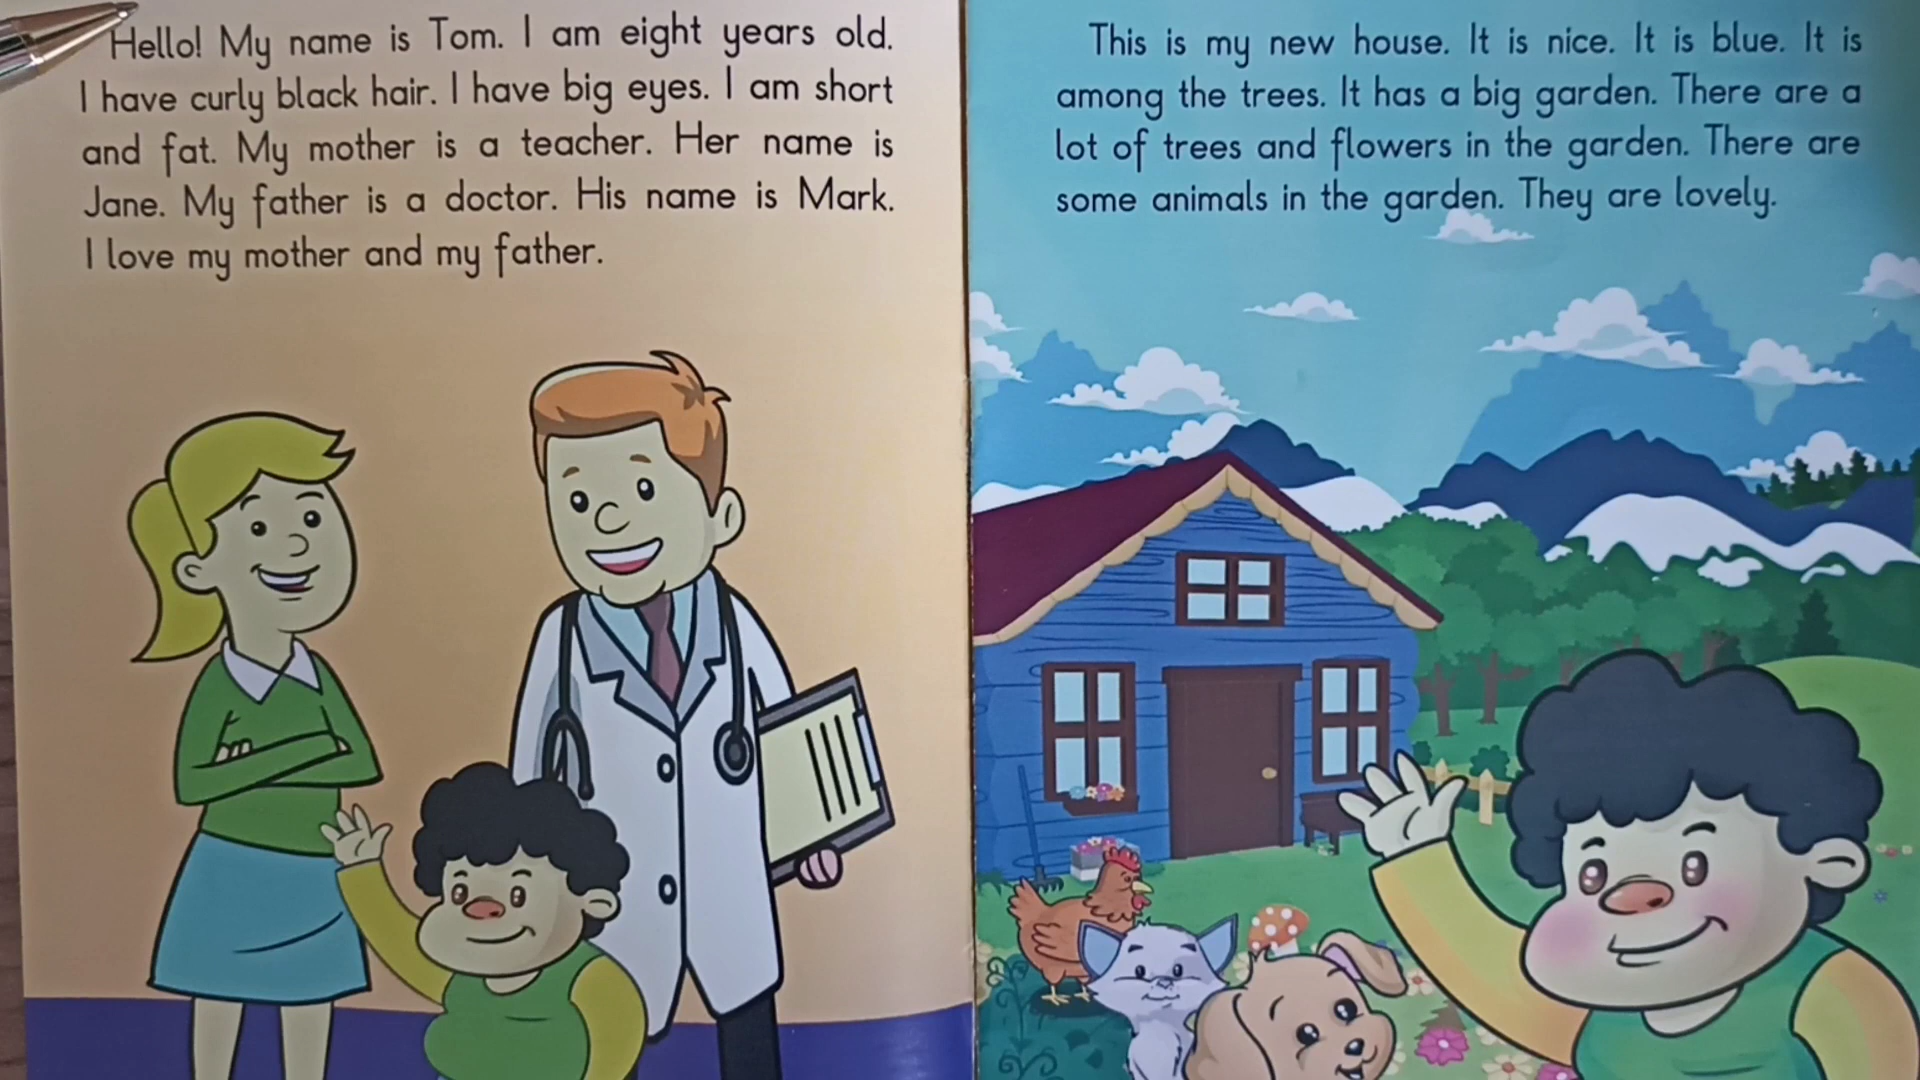 Hello! My name is Tom. I am eight years old.
I have curly black hair. I have big eyes. I am short
and fat. My mother is a teacher. Her name is
Jane. My father is a doctor. His name is Mark.
I love my mother and my father.
This is my new house. It is nice. It is blue. It is
among the trees. It has a big garden. There are a
lot of trees and flowers in the garden. There are
some animals in the garden. They are lovely.